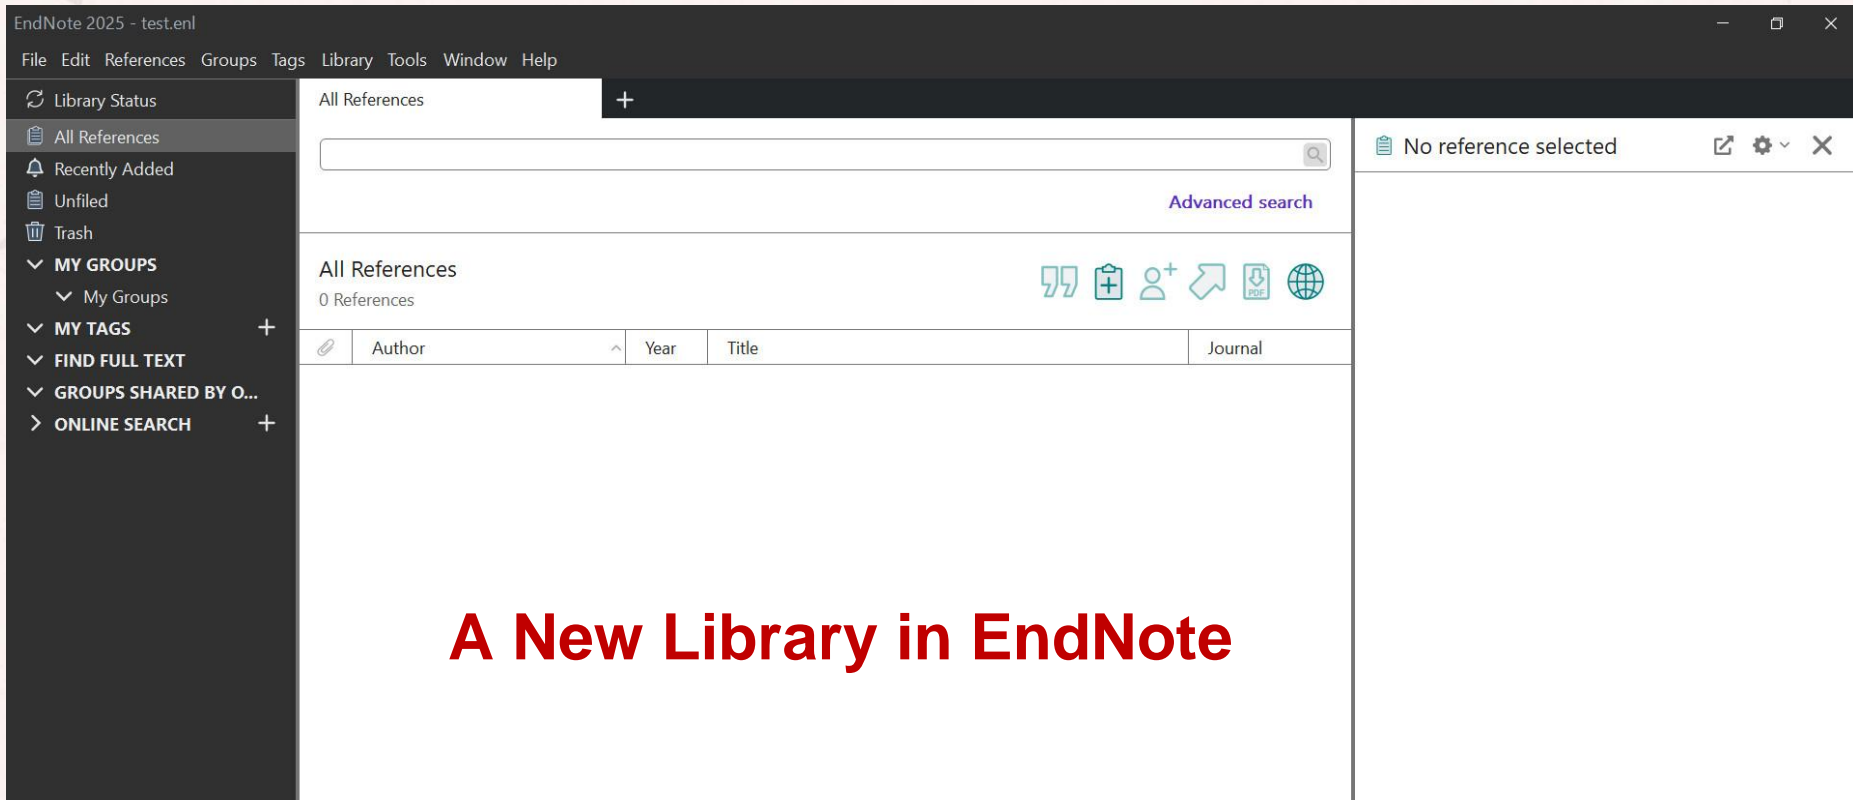 EndNote 2025 - test.enl
File Edit References Groups Tags Library Tools Window Help
Library Status
All References
Recently Added
Unfiled
Trash
MY GROUPS
My Groups
MY TAGS
FIND FULL TEXT
GROUPS SHARED BY O...
ONLINE SEARCH
All References
Advanced search
All References
0 References
PDF
Author Year Title Journal
A New Library in EndNote
No reference selected